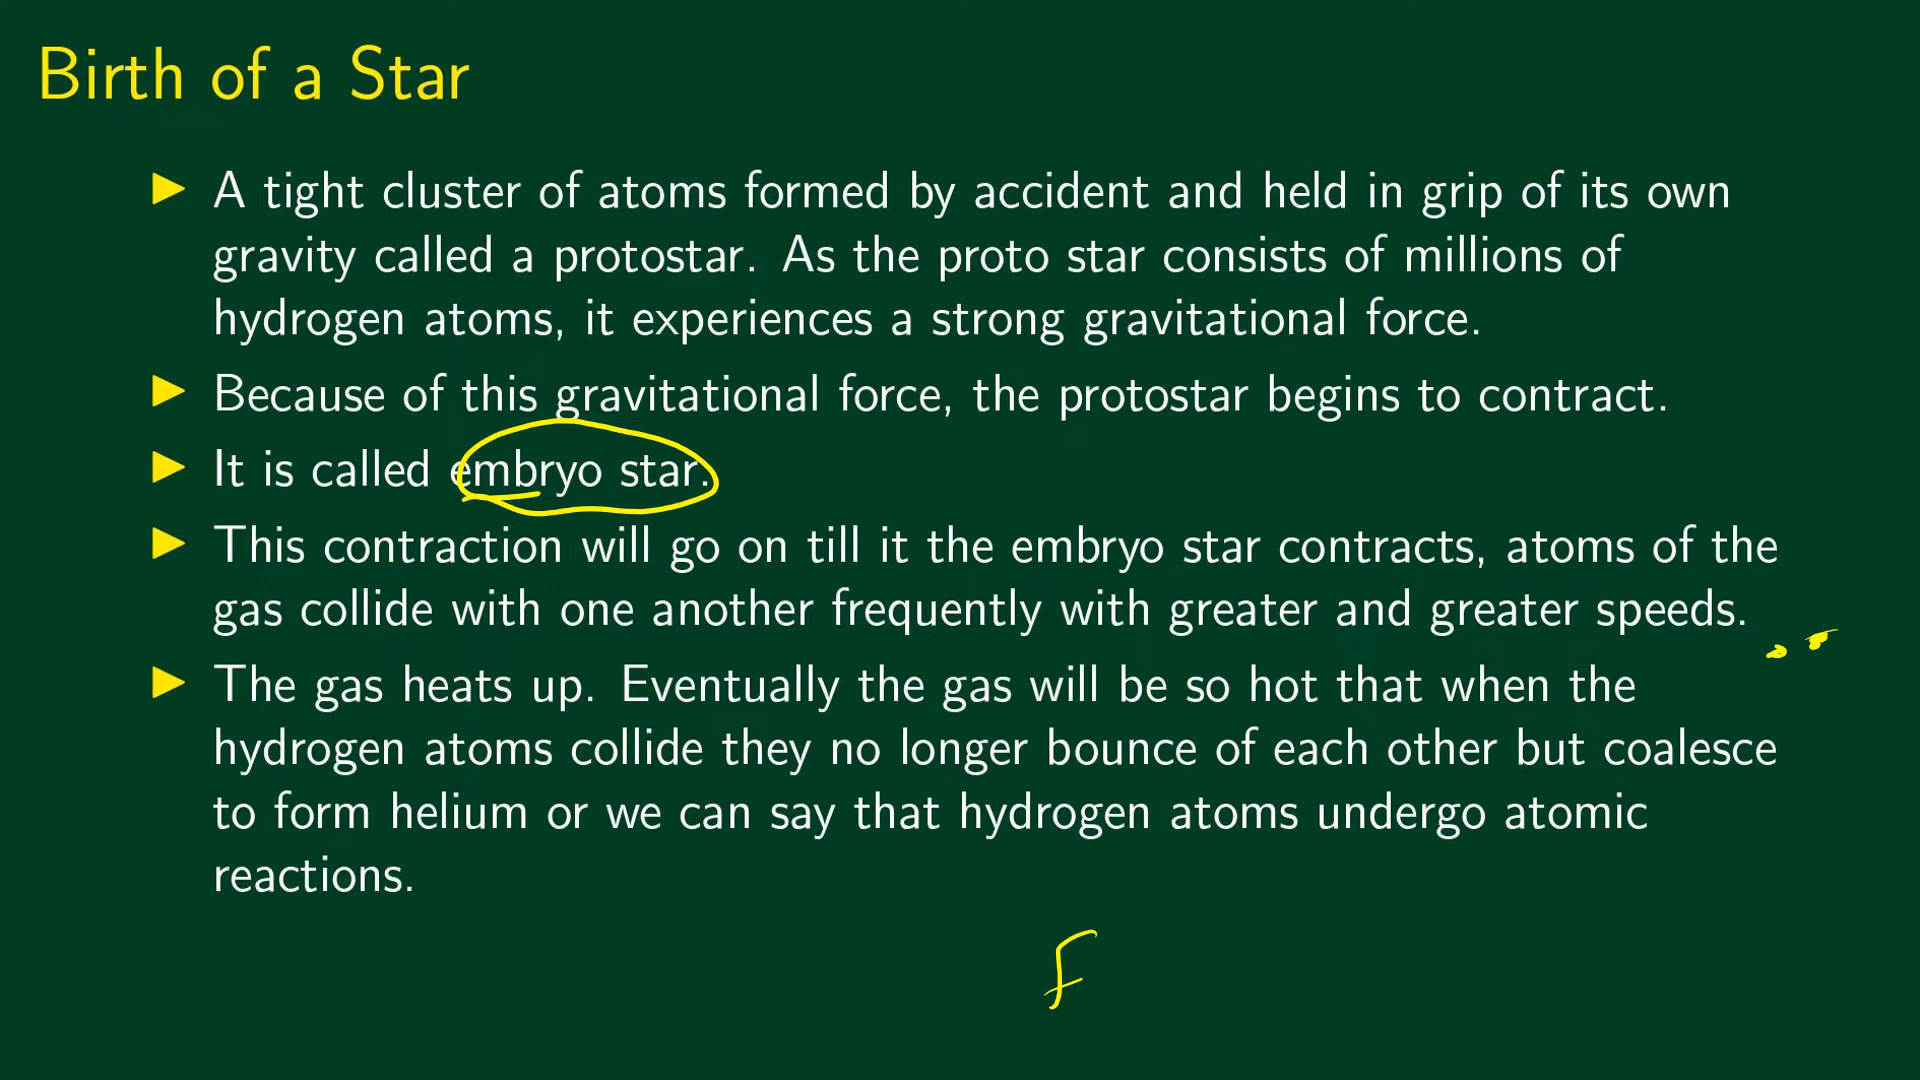 Birth of a Star
A tight cluster of atoms formed by accident and held in grip of its own
gravity called a protostar. As the proto star consists of millions of
hydrogen atoms, it experiences a strong gravitational force.
Because of this gravitational force, the protostar begins to contract.
It is called embryo star.
This contraction will go on till it the embryo star contracts, atoms of the
gas collide with one another frequently with greater and greater speeds.
The gas heats up. Eventually the gas will be so hot that when the
hydrogen atoms collide they no longer bounce of each other but coalesce
to form helium or we can say that hydrogen atoms undergo atomic
reactions.
F